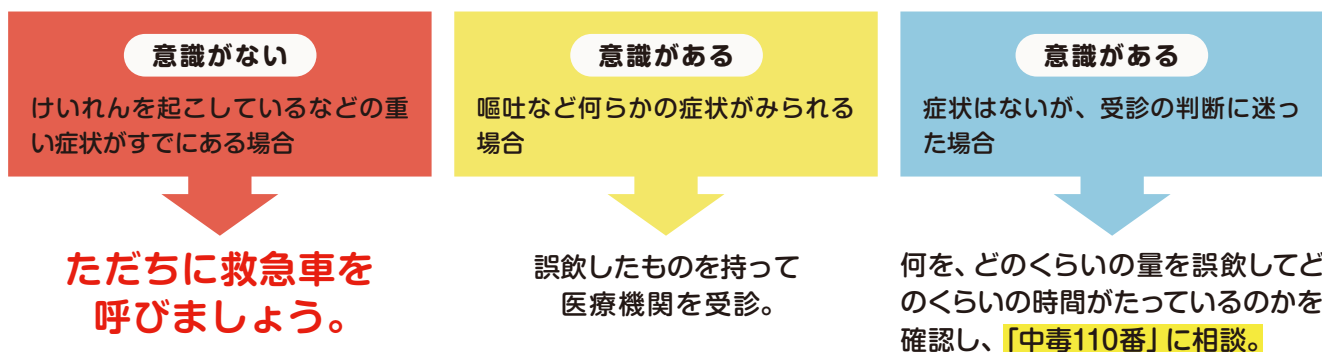 意識がない
けいれんを起こしているなどの重
い症状がすでにある場合
ただちに救急車を
呼びましょう。
意識がある
嘔吐など何らかの症状がみられる
場合
誤飲したものを持って
医療機関を受診。
意識がある
症状はないが、受診の判断に迷っ
た場合
何を、どのくらいの量を誤飲してど
のくらいの時間がたっているのかを
確認し、「中毒110番」に相談。